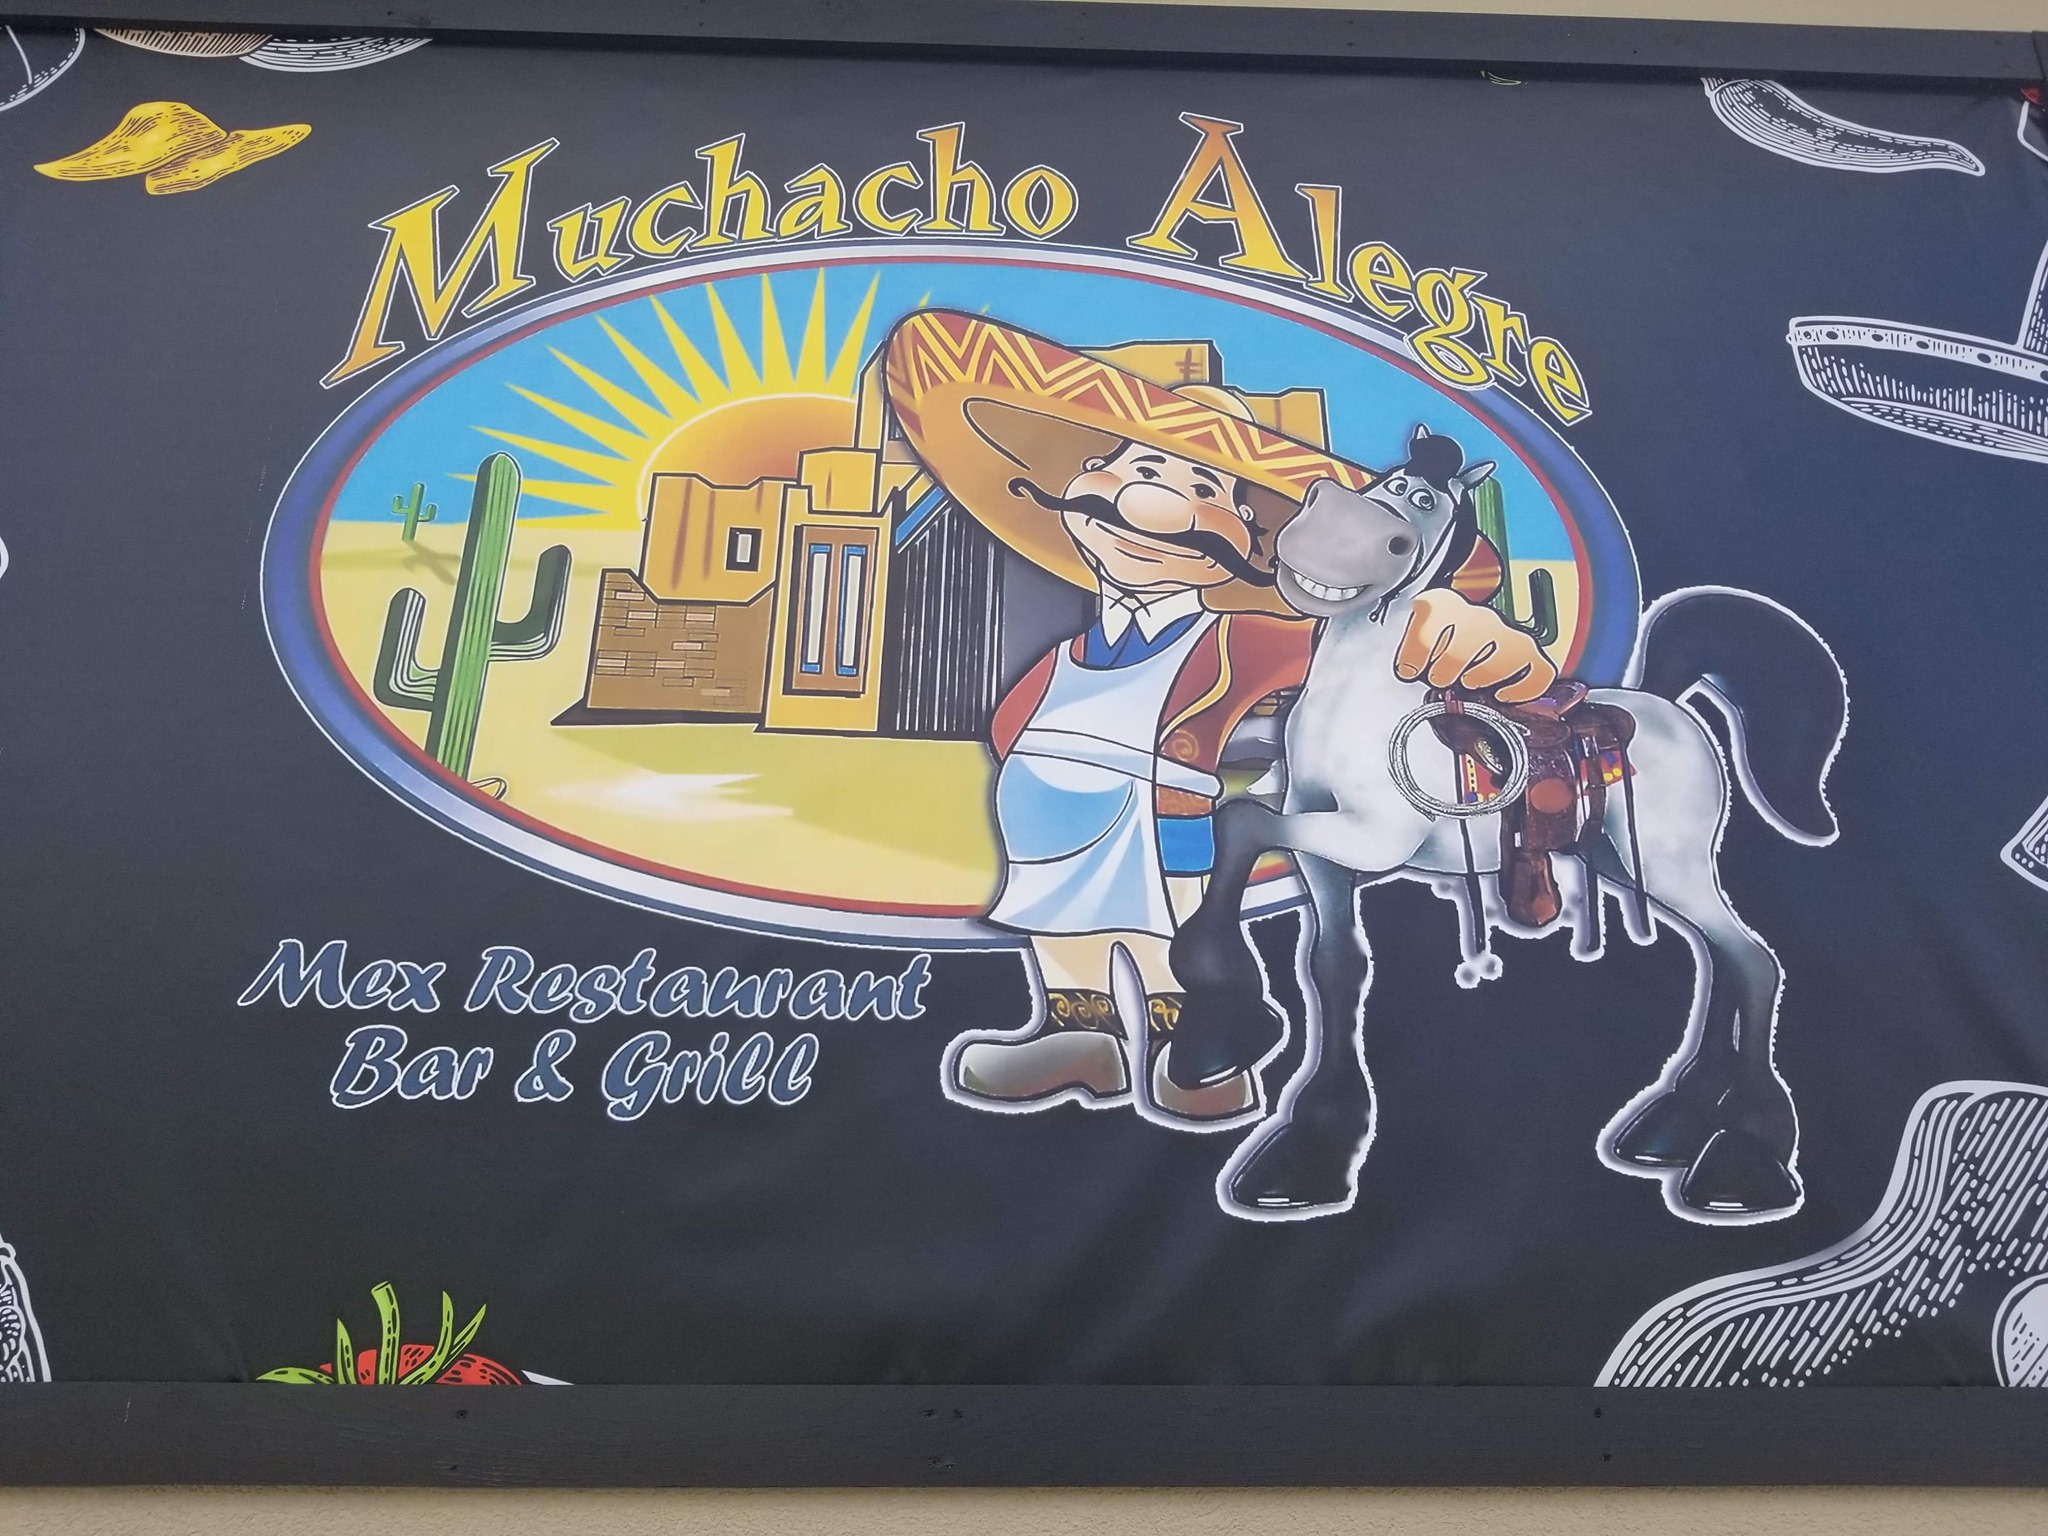 Muchacho Alegre
Mex Restaurant
Bar & Grill